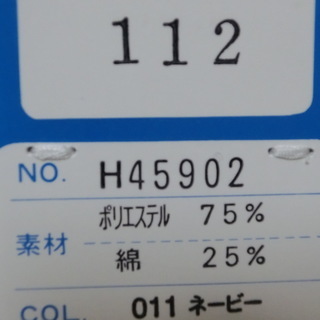 112
NO. H45902
ポリエステル 75%
素材
綿 25%
COL. 011 ネービー